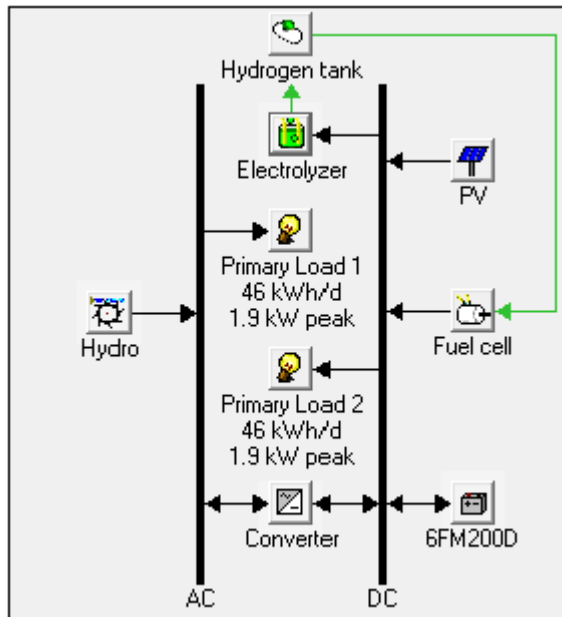 Hydrogen tank
Electrolyzer
PV
Primary Load 1
46 kWh/d
1.9 kW peak
Hydro
Fuel cell
Primary Load 2
46 kWh/d
1.9 kW peak
Converter
6FM200D
AC
DC